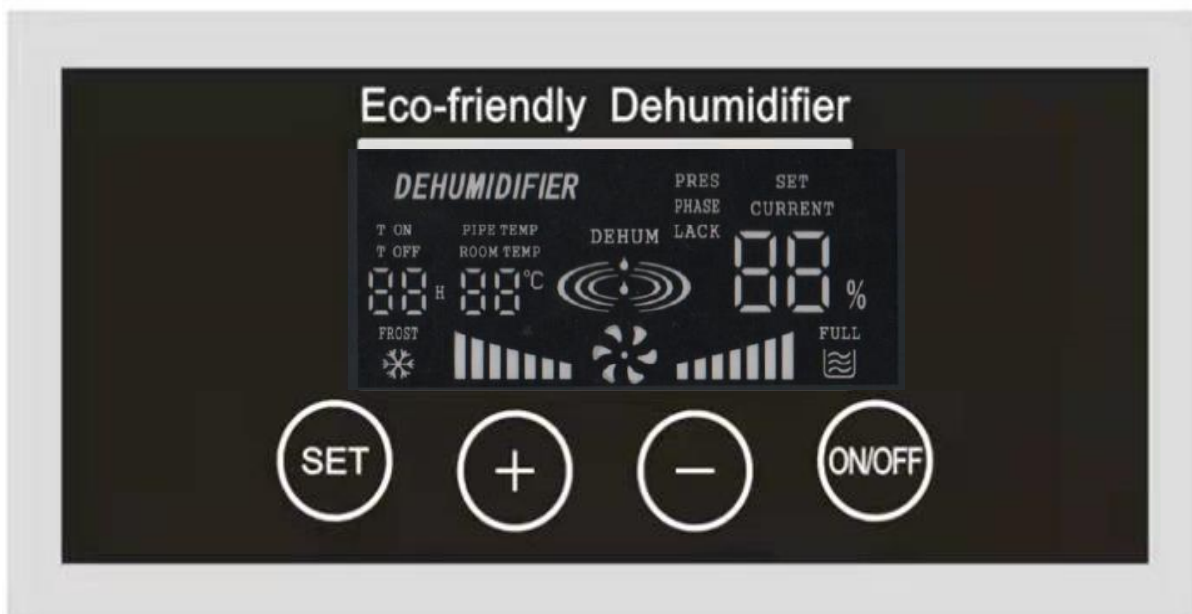 Eco-friendly Dehumidifier
DEHUMIDIFIER
PRES
PHASE
LACK
SET
CURRENT
T ON
T OFF
PIPE TEMP
ROOM TEMP
DEHUM
88 H
88 °C
88 %
FROST
FULL
SET
+
−
ON/OFF